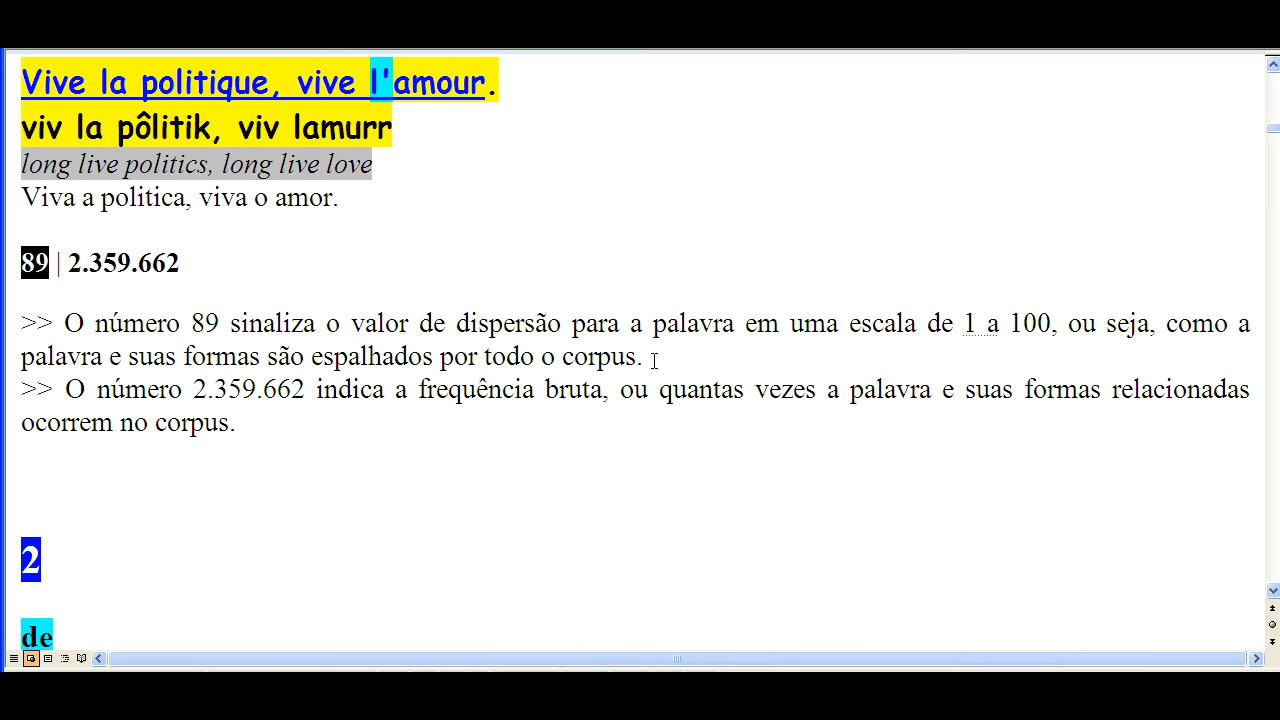 Vive la politique, vive l'amour.
viv la pôlitik, viv lamurr
long live politics, long live love
Viva a politica, viva o amor.
89 | 2.359.662
>> O número 89 sinaliza o valor de dispersão para a palavra em uma escala de 1 a 100, ou seja, como a
palavra e suas formas são espalhados por todo o corpus.
>> O número 2.359.662 indica a frequência bruta, ou quantas vezes a palavra e suas formas relacionadas
ocorrem no corpus.
2
de